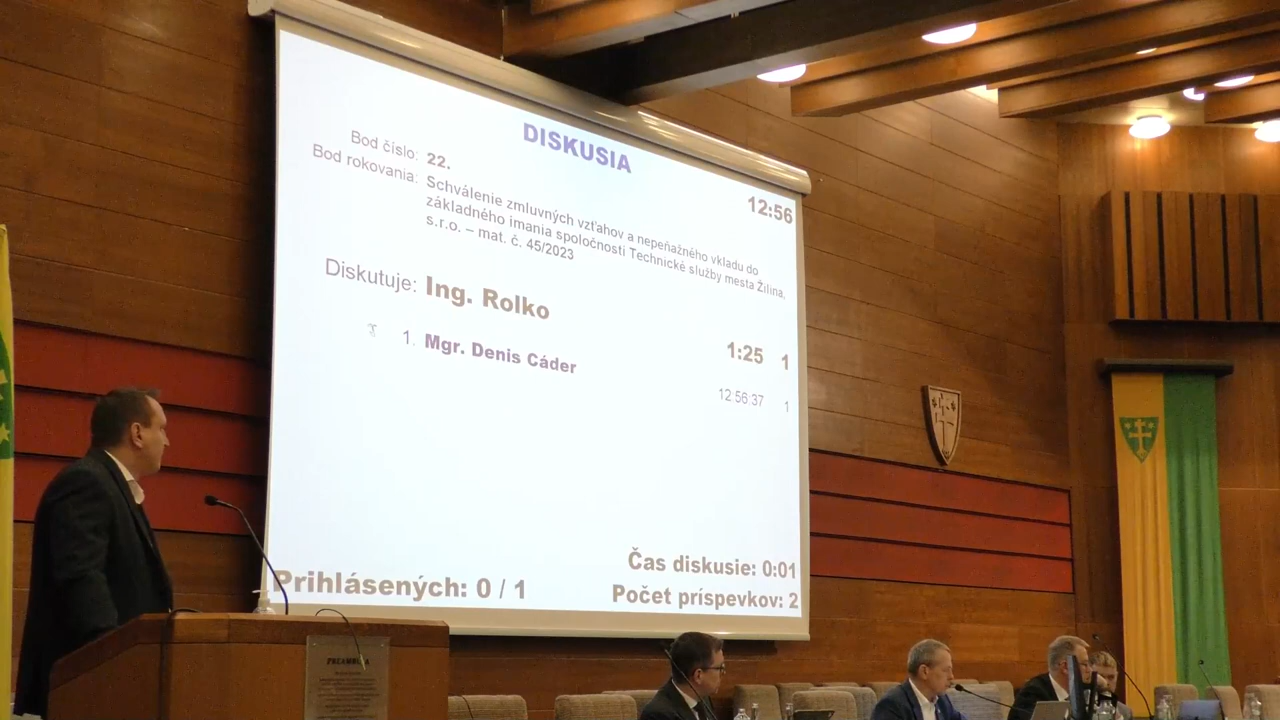 DISKUSIA
12:56
Bod číslo: 22.
Bod rokovania: Schválenie zmluvných vzťahov a nepeňažného vkladu do
základného imania spoločnosti Technické služby mesta Žilina,
s.r.o. – mat. č. 45/2023
Diskutuje: Ing. Rolko
1:25 1
1. Mgr. Denis Cáder
12:56:37 1
Čas diskusie: 0:01
Prihlásených: 0 / 1
Počet príspevkov: 2
PREAMBULA